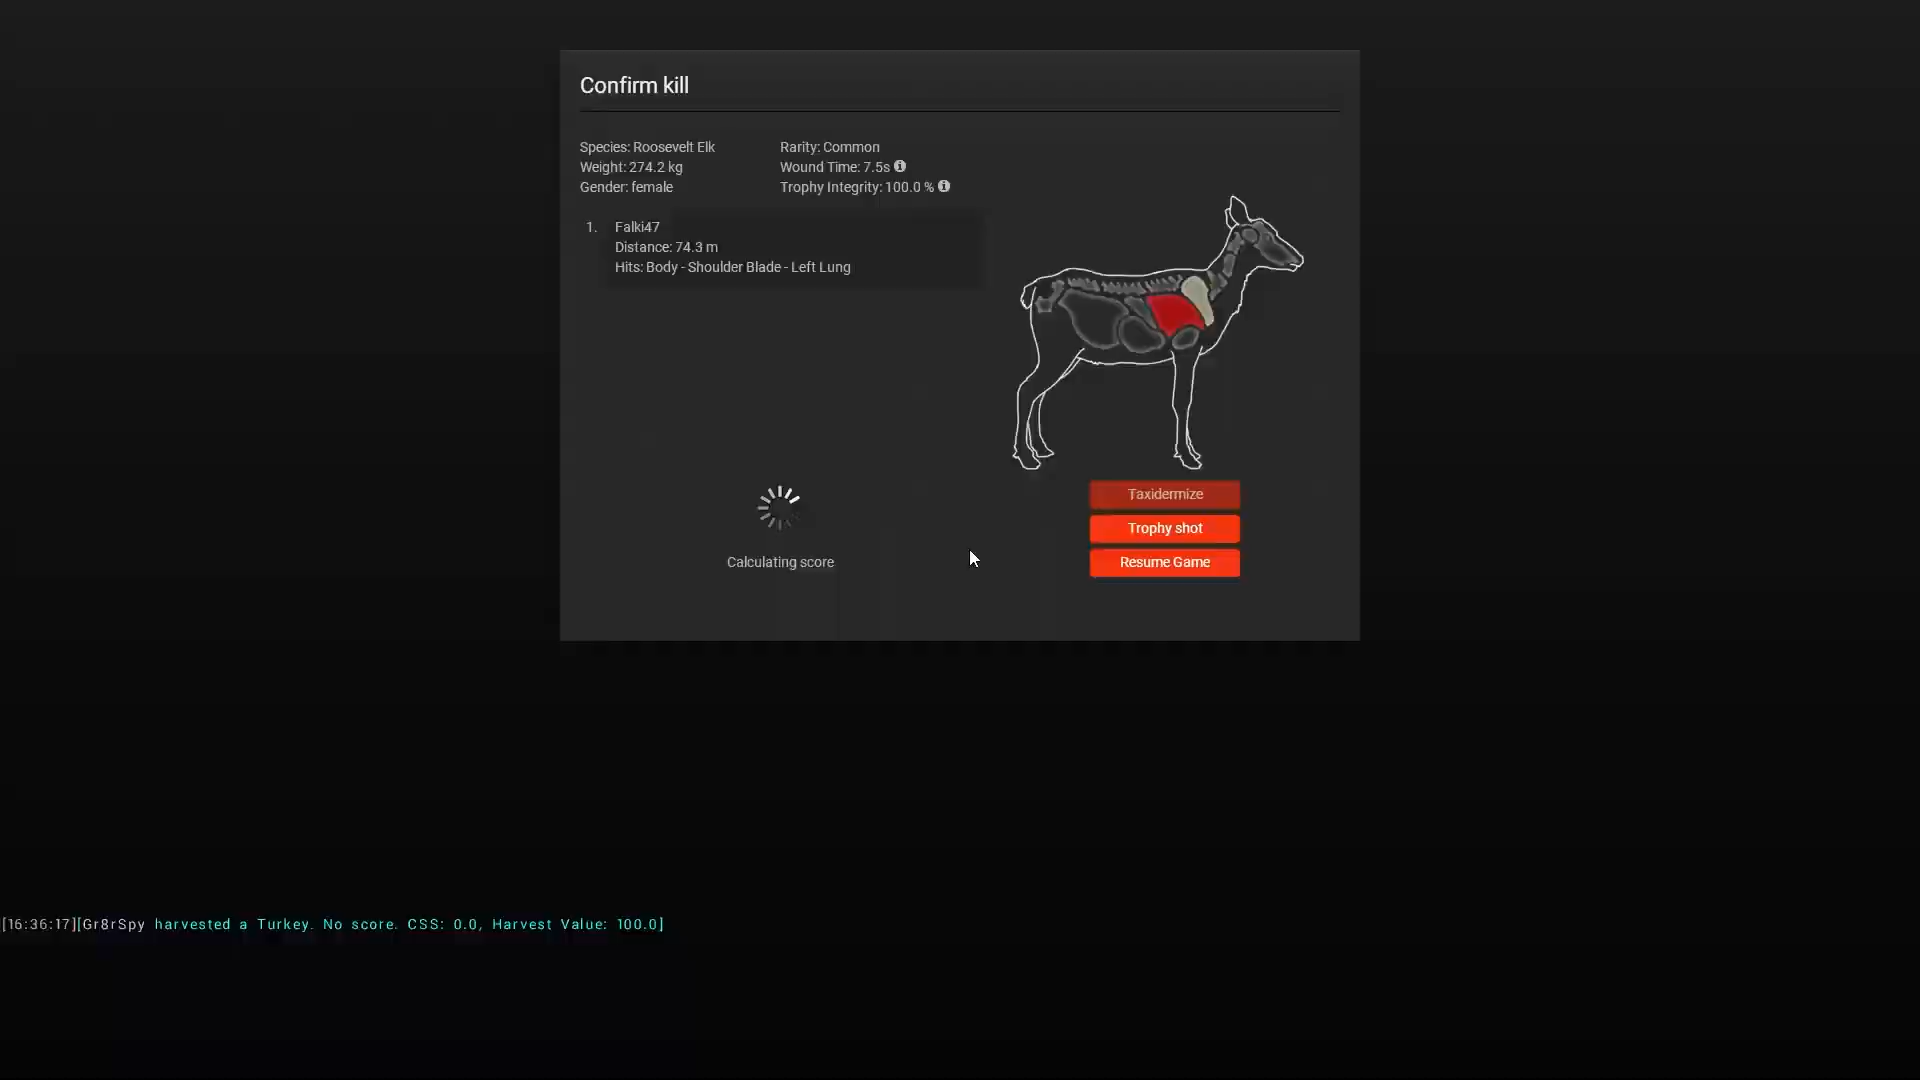 Confirm kill
Species: Roosevelt Elk
Weight: 274.2 kg
Gender: female
Rarity: Common
Wound Time: 7.5s
Trophy Integrity: 100.0 %
1. Falki47
Distance: 74.3 m
Hits: Body - Shoulder Blade - Left Lung
Calculating score
Taxidermize
Trophy shot
Resume Game
[16:36:17][Gr8rSpy harvested a Turkey. No score. CSS: 0.0, Harvest Value: 100.0]